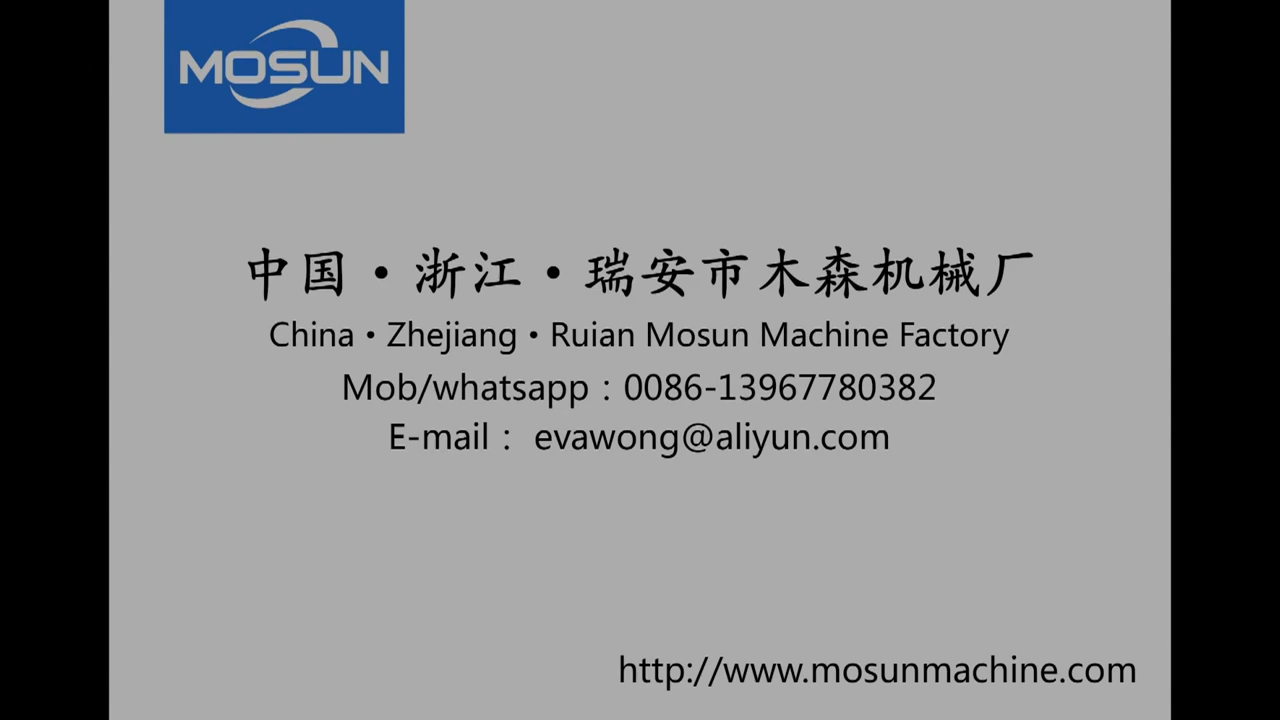 MOSUN
中国·浙江·瑞安市木森机械厂
China·Zhejiang·Ruian Mosun Machine Factory
Mob/whatsapp：0086-13967780382
E-mail： evawong@aliyun.com
http://www.mosunmachine.com